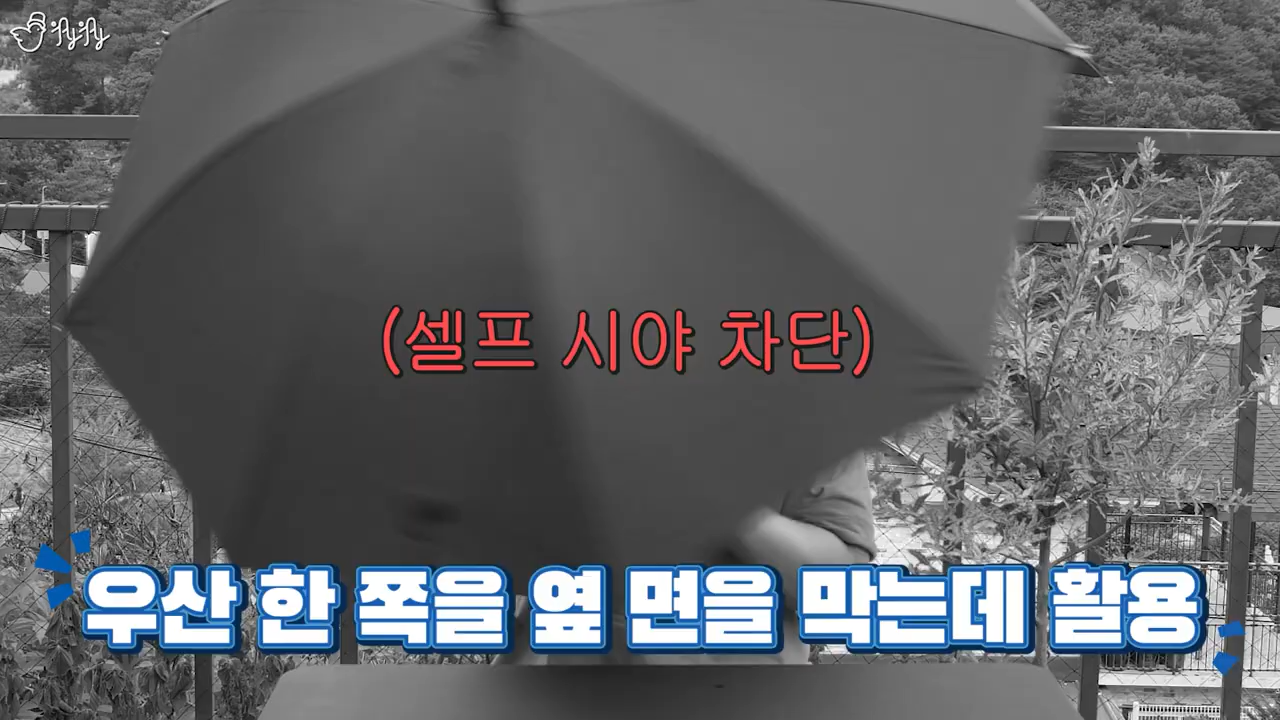 (셀프 시야 차단)
우산 한 쪽을 옆 면을 막는데 활용